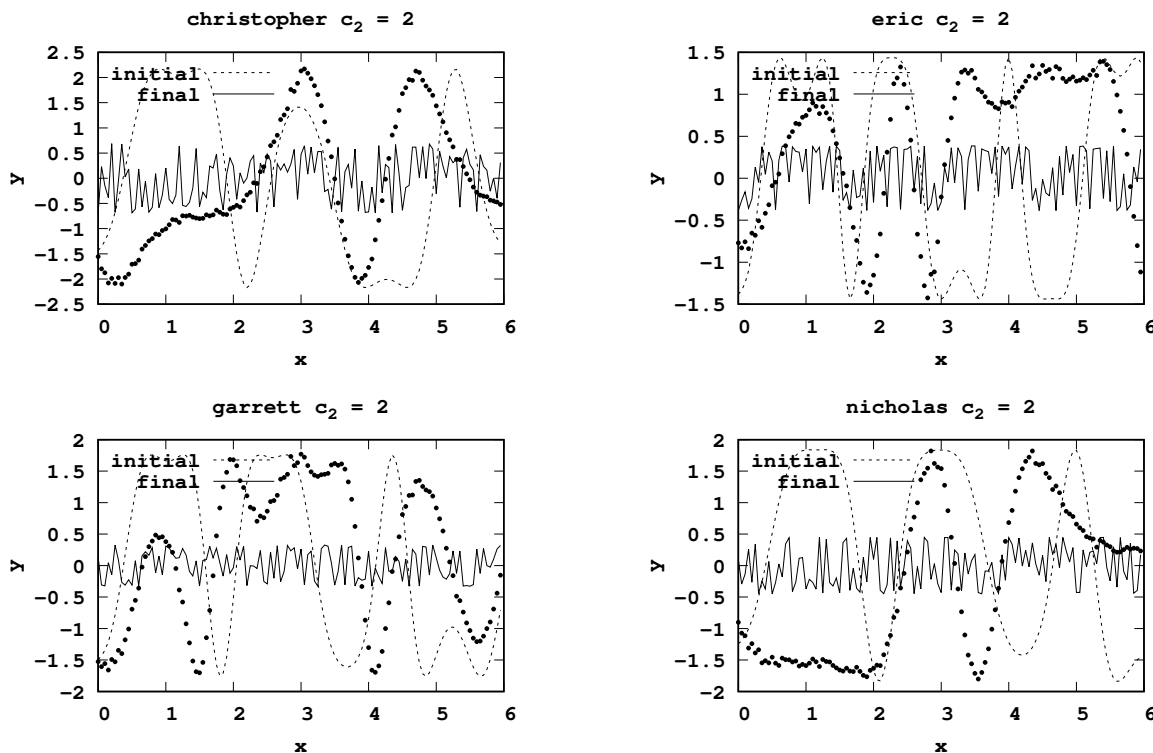 christopher c₂ = 2
2.5
2
1.5
1
0.5
0
−0.5
−1
−1.5
−2
−2.5
y
initial
final
0 1 2 3 4 5 6
x
eric c₂ = 2
1.5
1
0.5
0
−0.5
−1
−1.5
y
initial
final
0 1 2 3 4 5 6
x
garrett c₂ = 2
2
1.5
1
0.5
0
−0.5
−1
−1.5
−2
y
initial
final
0 1 2 3 4 5 6
x
nicholas c₂ = 2
2
1.5
1
0.5
0
−0.5
−1
−1.5
−2
y
initial
final
0 1 2 3 4 5 6
x